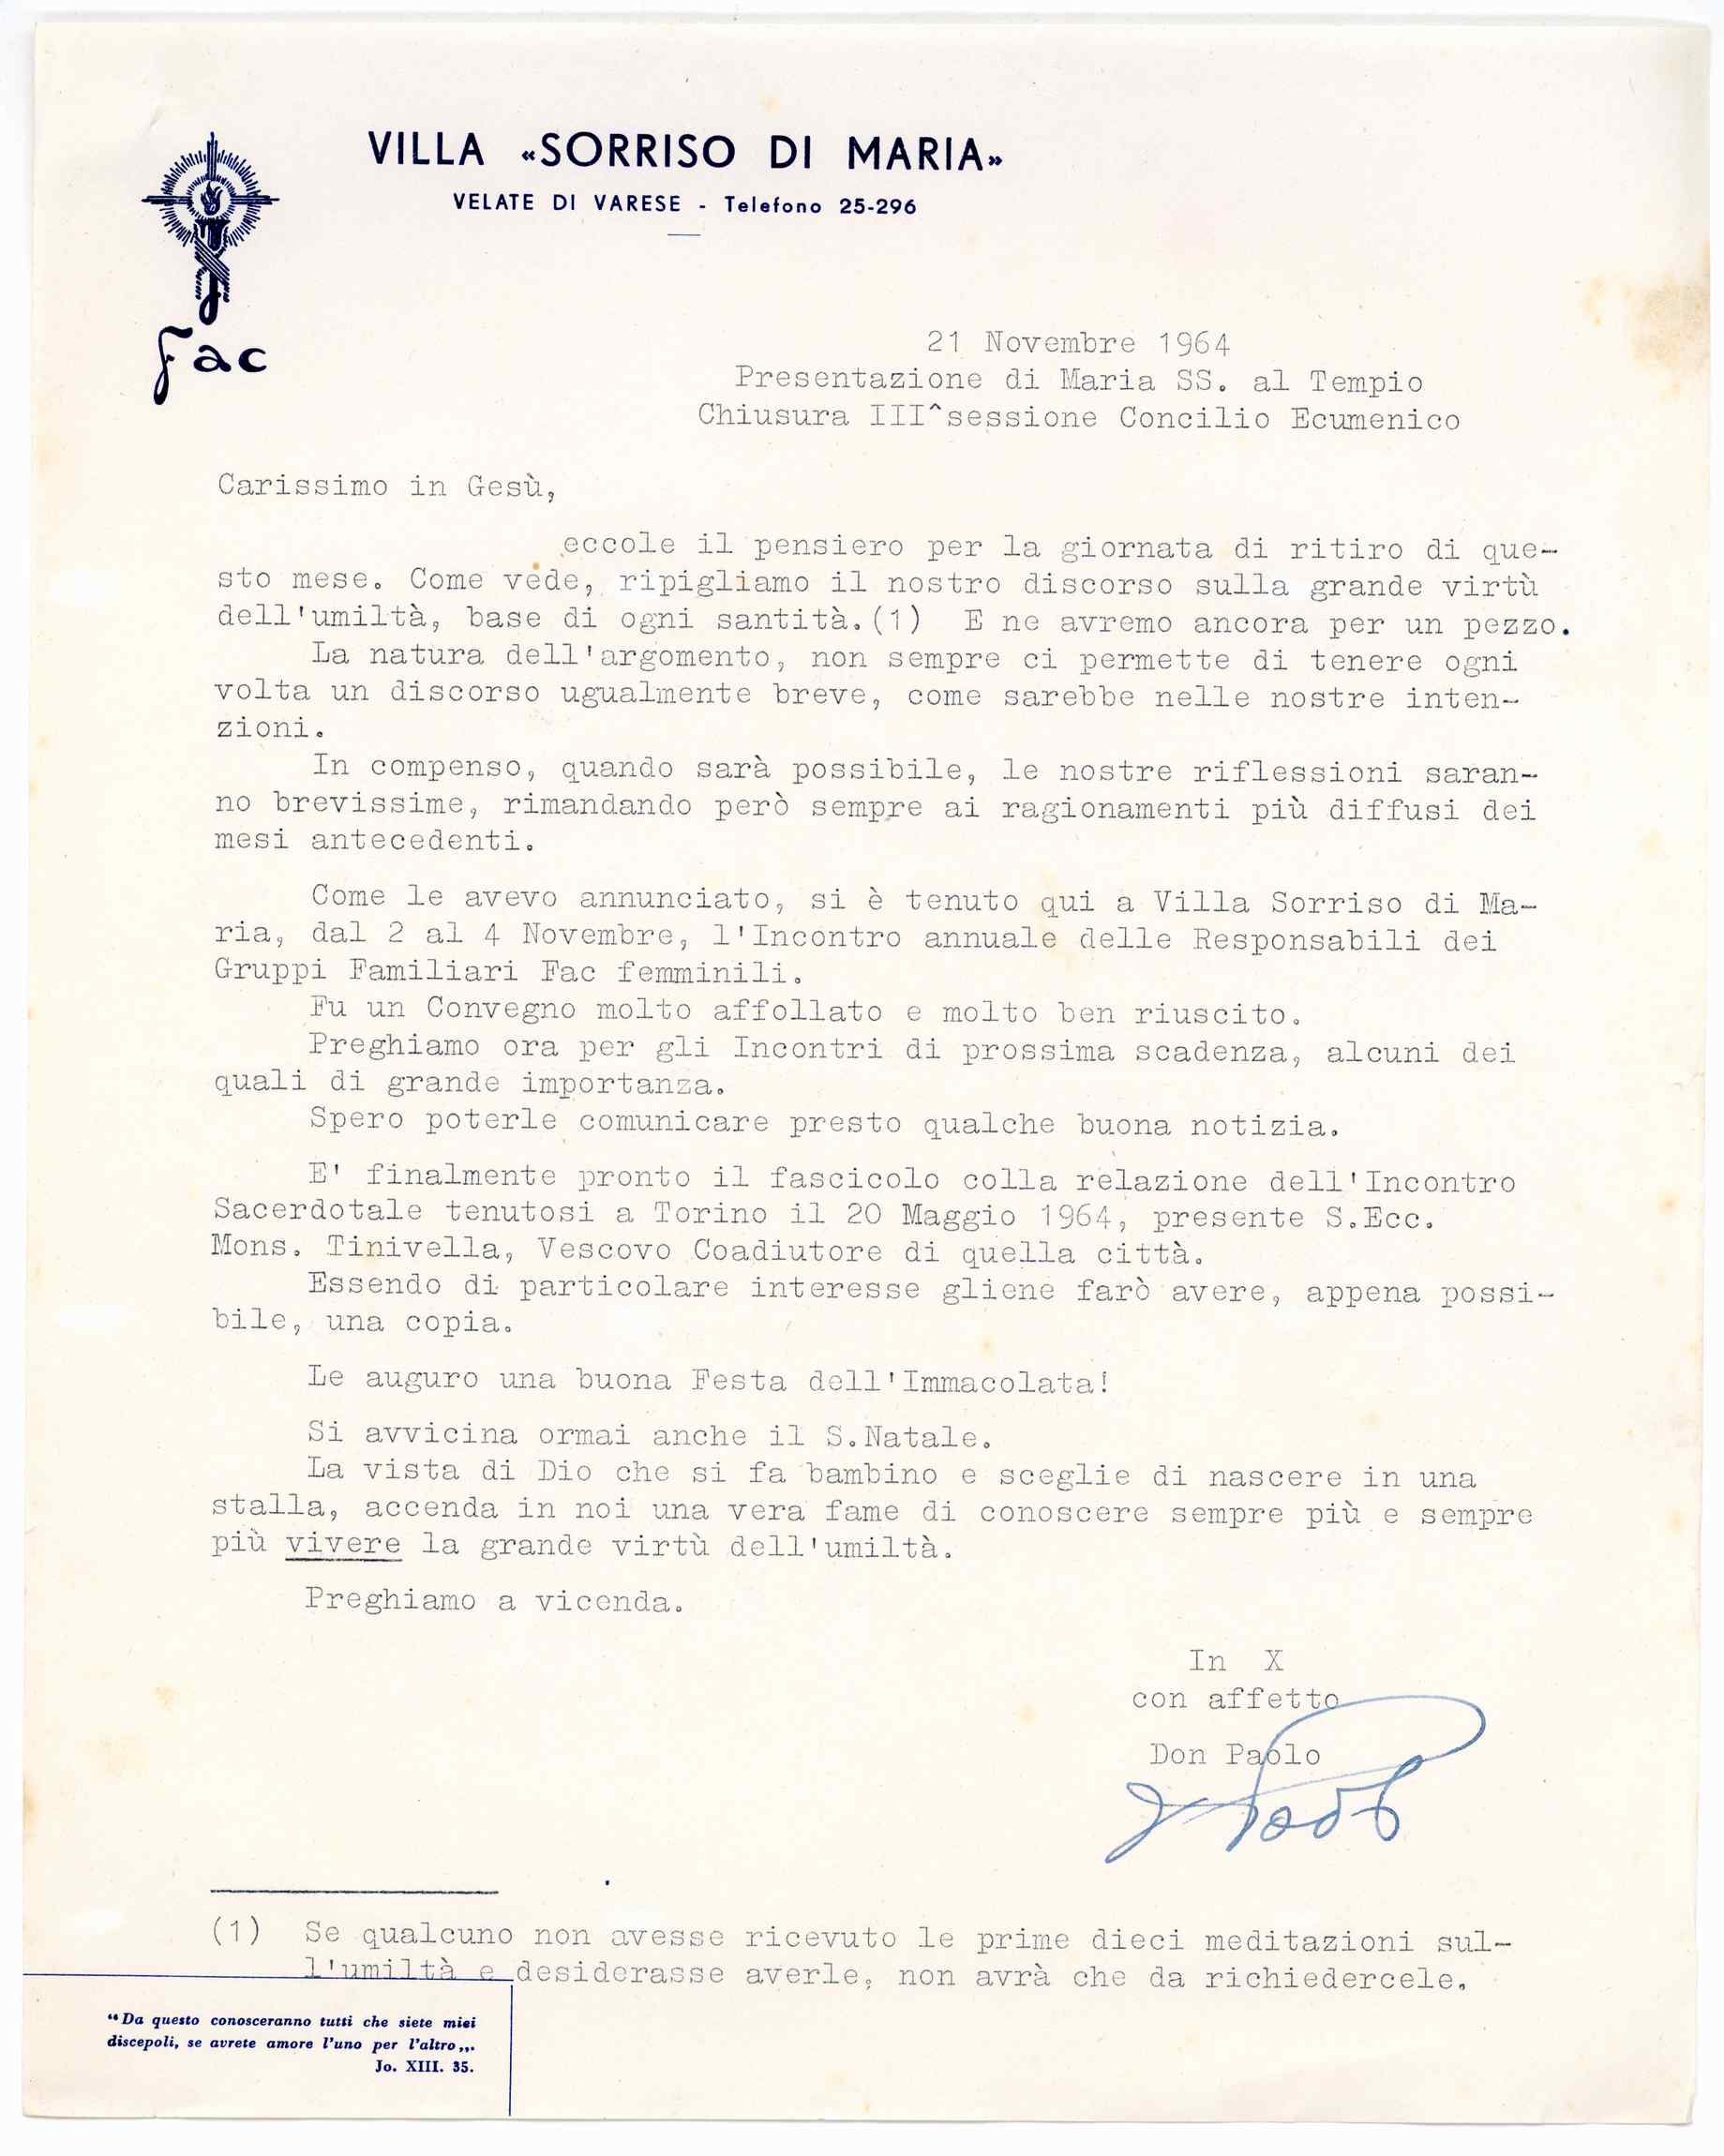 VILLA «SORRISO DI MARIA»
VELATE DI VARESE - Telefono 25-296
Fac
21 Novembre 1964
Presentazione di Maria SS. al Tempio
Chiusura III^sessione Concilio Ecumenico
Carissimo in Gesù,
eccole il pensiero per la giornata di ritiro di que-
sto mese. Come vede, ripigliamo il nostro discorso sulla grande virtù
dell'umiltà, base di ogni santità.(1) E ne avremo ancora per un pezzo.
La natura dell'argomento, non sempre ci permette di tenere ogni
volta un discorso ugualmente breve, come sarebbe nelle nostre inten-
zioni.
In compenso, quando sarà possibile, le nostre riflessioni saran-
no brevissime, rimandando però sempre ai ragionamenti più diffusi dei
mesi antecedenti.
Come le avevo annunciato, si è tenuto qui a Villa Sorriso di Ma-
ria, dal 2 al 4 Novembre, l'Incontro annuale delle Responsabili dei
Gruppi Familiari Fac femminili.
Fu un Convegno molto affollato e molto ben riuscito.
Preghiamo ora per gli Incontri di prossima scadenza, alcuni dei
quali di grande importanza.
Spero poterle comunicare presto qualche buona notizia.
E' finalmente pronto il fascicolo colla relazione dell'Incontro
Sacerdotale tenutosi a Torino il 20 Maggio 1964, presente S.Ecc.
Mons. Tinivella, Vescovo Coadiutore di quella città.
Essendo di particolare interesse gliene farò avere, appena possi-
bile, una copia.
Le auguro una buona Festa dell'Immacolata!
Si avvicina ormai anche il S.Natale.
La vista di Dio che si fa bambino e sceglie di nascere in una
stalla, accenda in noi una vera fame di conoscere sempre più e sempre
più vivere la grande virtù dell'umiltà.
Preghiamo a vicenda.
In X
con affetto
Don Paolo
d Paolo
(1) Se qualcuno non avesse ricevuto le prime dieci meditazioni sul-
l'umiltà e desiderasse averle, non avrà che da richiedercele.
“Da questo conosceranno tutti che siete miei
discepoli, se avrete amore l'uno per l'altro„.
Jo. XIII. 35.